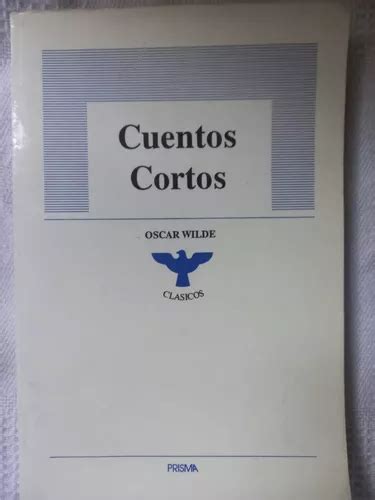 Cuentos
Cortos
OSCAR WILDE
CLASICOS
PRISMA